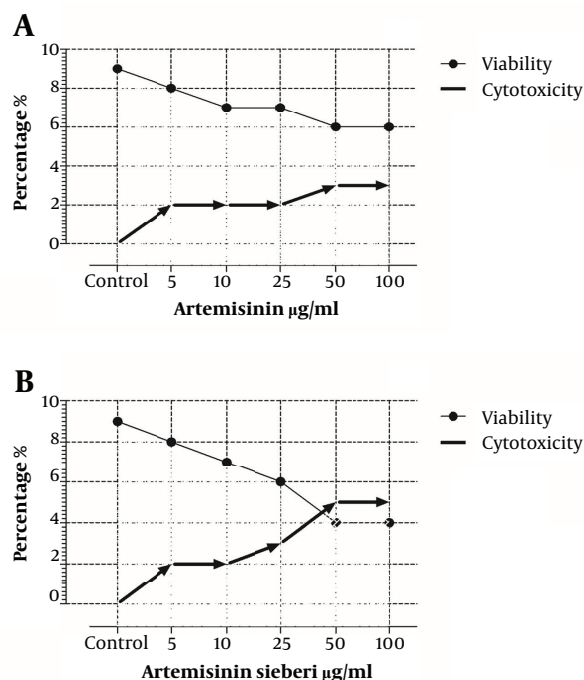 A
10
8
6
4
2
0
Percentage %
Viability
Cytotoxicity
Control 5 10 25 50 100
Artemisinin µg/ml
B
10
8
6
4
2
0
Percentage %
Viability
Cytotoxicity
Control 5 10 25 50 100
Artemisinin sieberi µg/ml